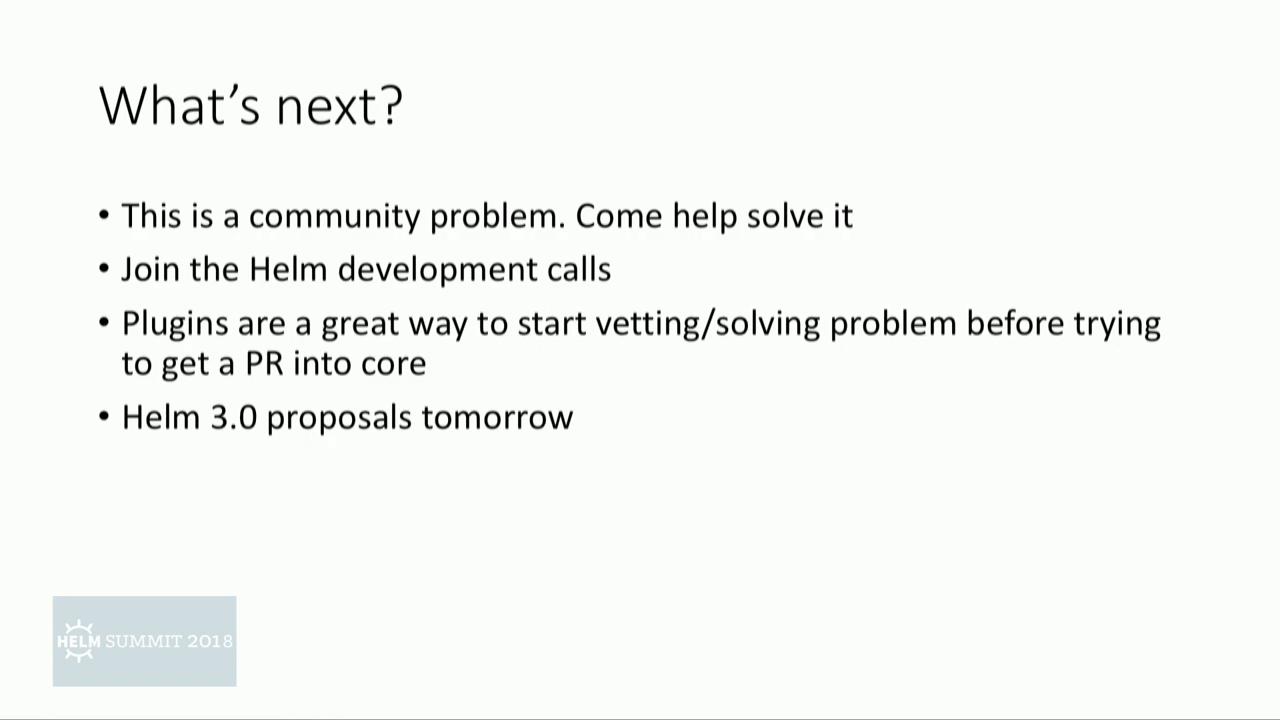 What's next?
• This is a community problem. Come help solve it
• Join the Helm development calls
• Plugins are a great way to start vetting/solving problem before trying
to get a PR into core
• Helm 3.0 proposals tomorrow
HELM SUMMIT 2018